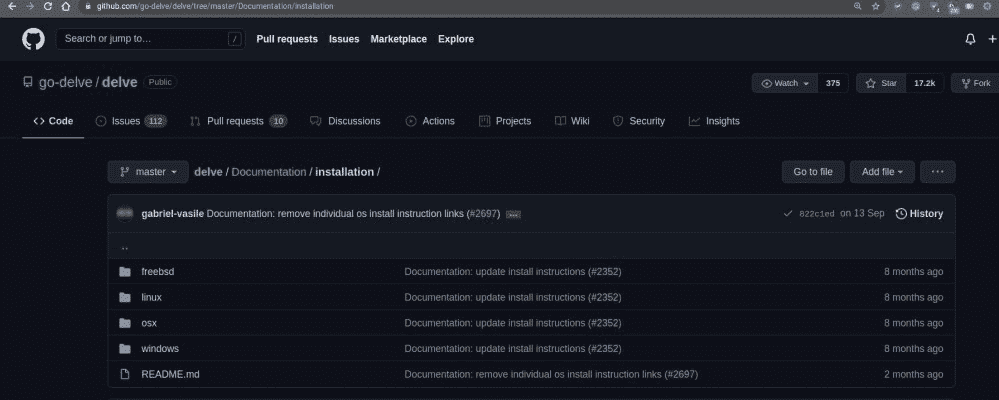 github.com/go-delve/delve/tree/master/Documentation/installation
Search or jump to… /
Pull requests Issues Marketplace Explore
go-delve / delve Public
Watch 375 Star 17.2k Fork
Code Issues 112 Pull requests 10 Discussions Actions Projects Wiki Security Insights
master delve / Documentation / installation / Go to file Add file ...
gabriel-vasile Documentation: remove individual os install instruction links (#2697) ... 822c1ed on 13 Sep History
..
freebsd Documentation: update install instructions (#2352) 8 months ago
linux Documentation: update install instructions (#2352) 8 months ago
osx Documentation: update install instructions (#2352) 8 months ago
windows Documentation: update install instructions (#2352) 8 months ago
README.md Documentation: remove individual os install instruction links (#2697) 2 months ago